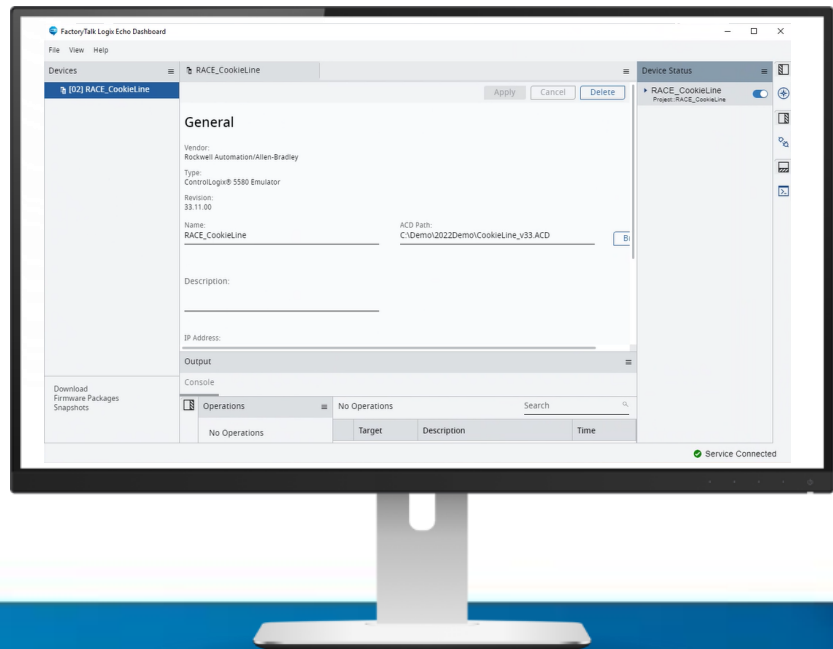 FactoryTalk Logix Echo Dashboard
File View Help
Devices
[02] RACE_CookieLine
Download
Firmware Packages
Snapshots
RACE_CookieLine
Apply Cancel Delete
General
Vendor:
Rockwell Automation/Allen-Bradley
Type:
ControlLogix® 5580 Emulator
Revision:
33.11.00
Name:
RACE_CookieLine
ACD Path:
C:\Demo\2022Demo\CookieLine_v33.ACD
Description:
IP Address:
Output
Console
Operations
No Operations
No Operations Search
Target Description Time
Device Status
RACE_CookieLine
Project: RACE_CookieLine
Service Connected